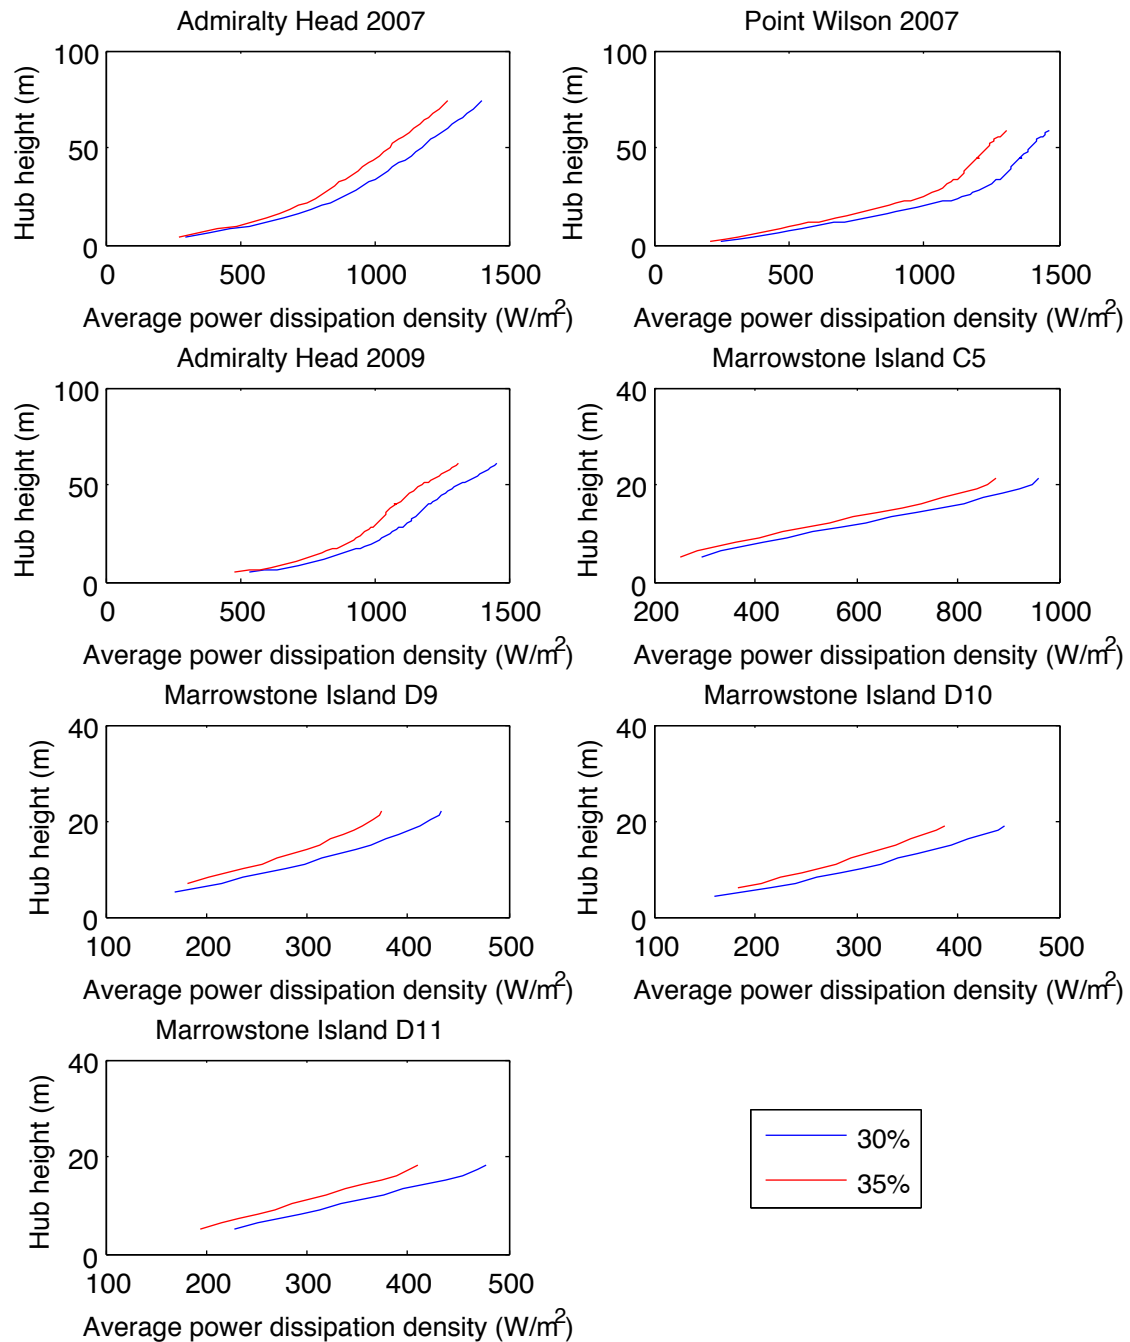 Admiralty Head 2007
Hub height (m)
100
50
0
0 500 1000 1500
Average power dissipation density (W/m²)
Point Wilson 2007
Hub height (m)
100
50
0
0 500 1000 1500
Average power dissipation density (W/m²)
Admiralty Head 2009
Hub height (m)
100
50
0
0 500 1000 1500
Average power dissipation density (W/m²)
Marrowstone Island C5
Hub height (m)
40
20
0
200 400 600 800 1000
Average power dissipation density (W/m²)
Marrowstone Island D9
Hub height (m)
40
20
0
100 200 300 400 500
Average power dissipation density (W/m²)
Marrowstone Island D10
Hub height (m)
40
20
0
100 200 300 400 500
Average power dissipation density (W/m²)
Marrowstone Island D11
Hub height (m)
40
20
0
100 200 300 400 500
Average power dissipation density (W/m²)
30%
35%